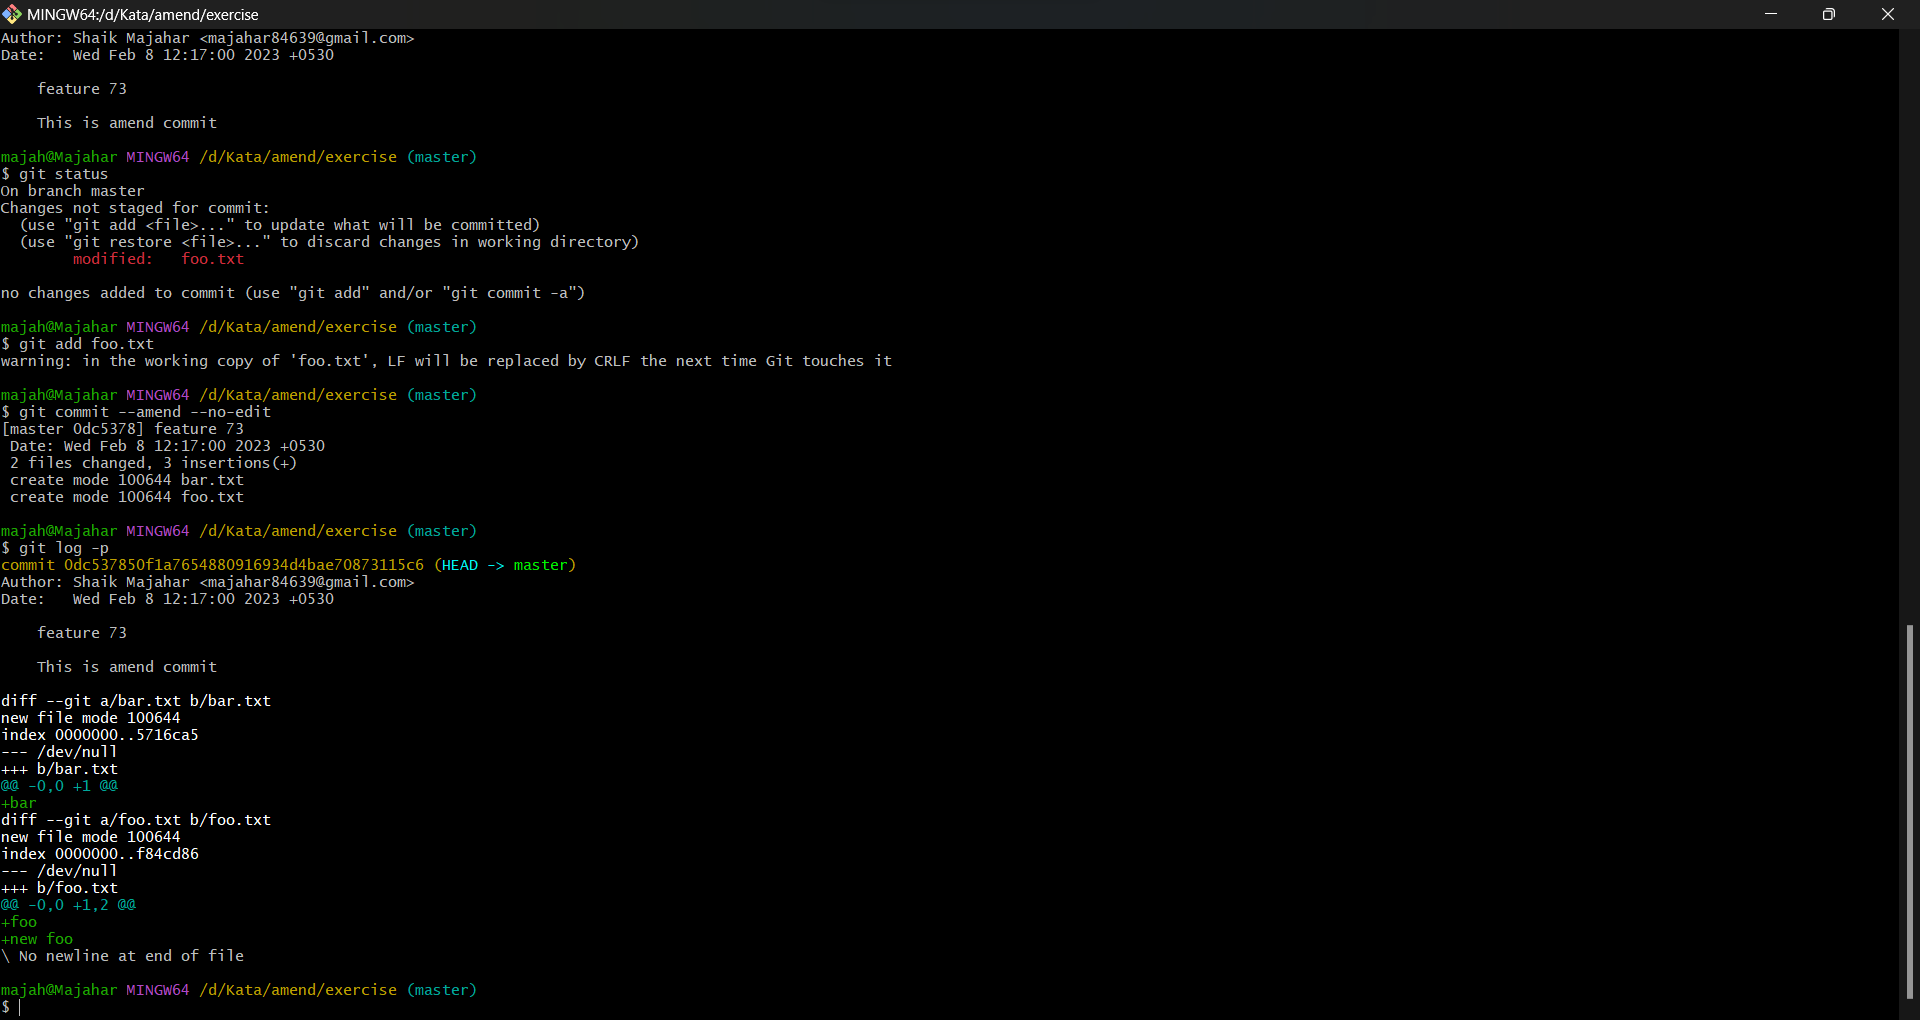 MINGW64:/d/Kata/amend/exercise
Author: Shaik Majahar <majahar84639@gmail.com>
Date:   Wed Feb 8 12:17:00 2023 +0530
    feature 73
    This is amend commit
majah@Majahar MINGW64 /d/Kata/amend/exercise (master)
$ git status
On branch master
Changes not staged for commit:
  (use "git add <file>..." to update what will be committed)
  (use "git restore <file>..." to discard changes in working directory)
        modified:   foo.txt
no changes added to commit (use "git add" and/or "git commit -a")
majah@Majahar MINGW64 /d/Kata/amend/exercise (master)
$ git add foo.txt
warning: in the working copy of 'foo.txt', LF will be replaced by CRLF the next time Git touches it
majah@Majahar MINGW64 /d/Kata/amend/exercise (master)
$ git commit --amend --no-edit
[master 0dc5378] feature 73
 Date: Wed Feb 8 12:17:00 2023 +0530
 2 files changed, 3 insertions(+)
 create mode 100644 bar.txt
 create mode 100644 foo.txt
majah@Majahar MINGW64 /d/Kata/amend/exercise (master)
$ git log -p
commit 0dc537850f1a7654880916934d4bae70873115c6 (HEAD -> master)
Author: Shaik Majahar <majahar84639@gmail.com>
Date:   Wed Feb 8 12:17:00 2023 +0530
    feature 73
    This is amend commit
diff --git a/bar.txt b/bar.txt
new file mode 100644
index 0000000..5716ca5
--- /dev/null
+++ b/bar.txt
@@ -0,0 +1 @@
+bar
diff --git a/foo.txt b/foo.txt
new file mode 100644
index 0000000..f84cd86
--- /dev/null
+++ b/foo.txt
@@ -0,0 +1,2 @@
+foo
+new foo
\ No newline at end of file
majah@Majahar MINGW64 /d/Kata/amend/exercise (master)
$